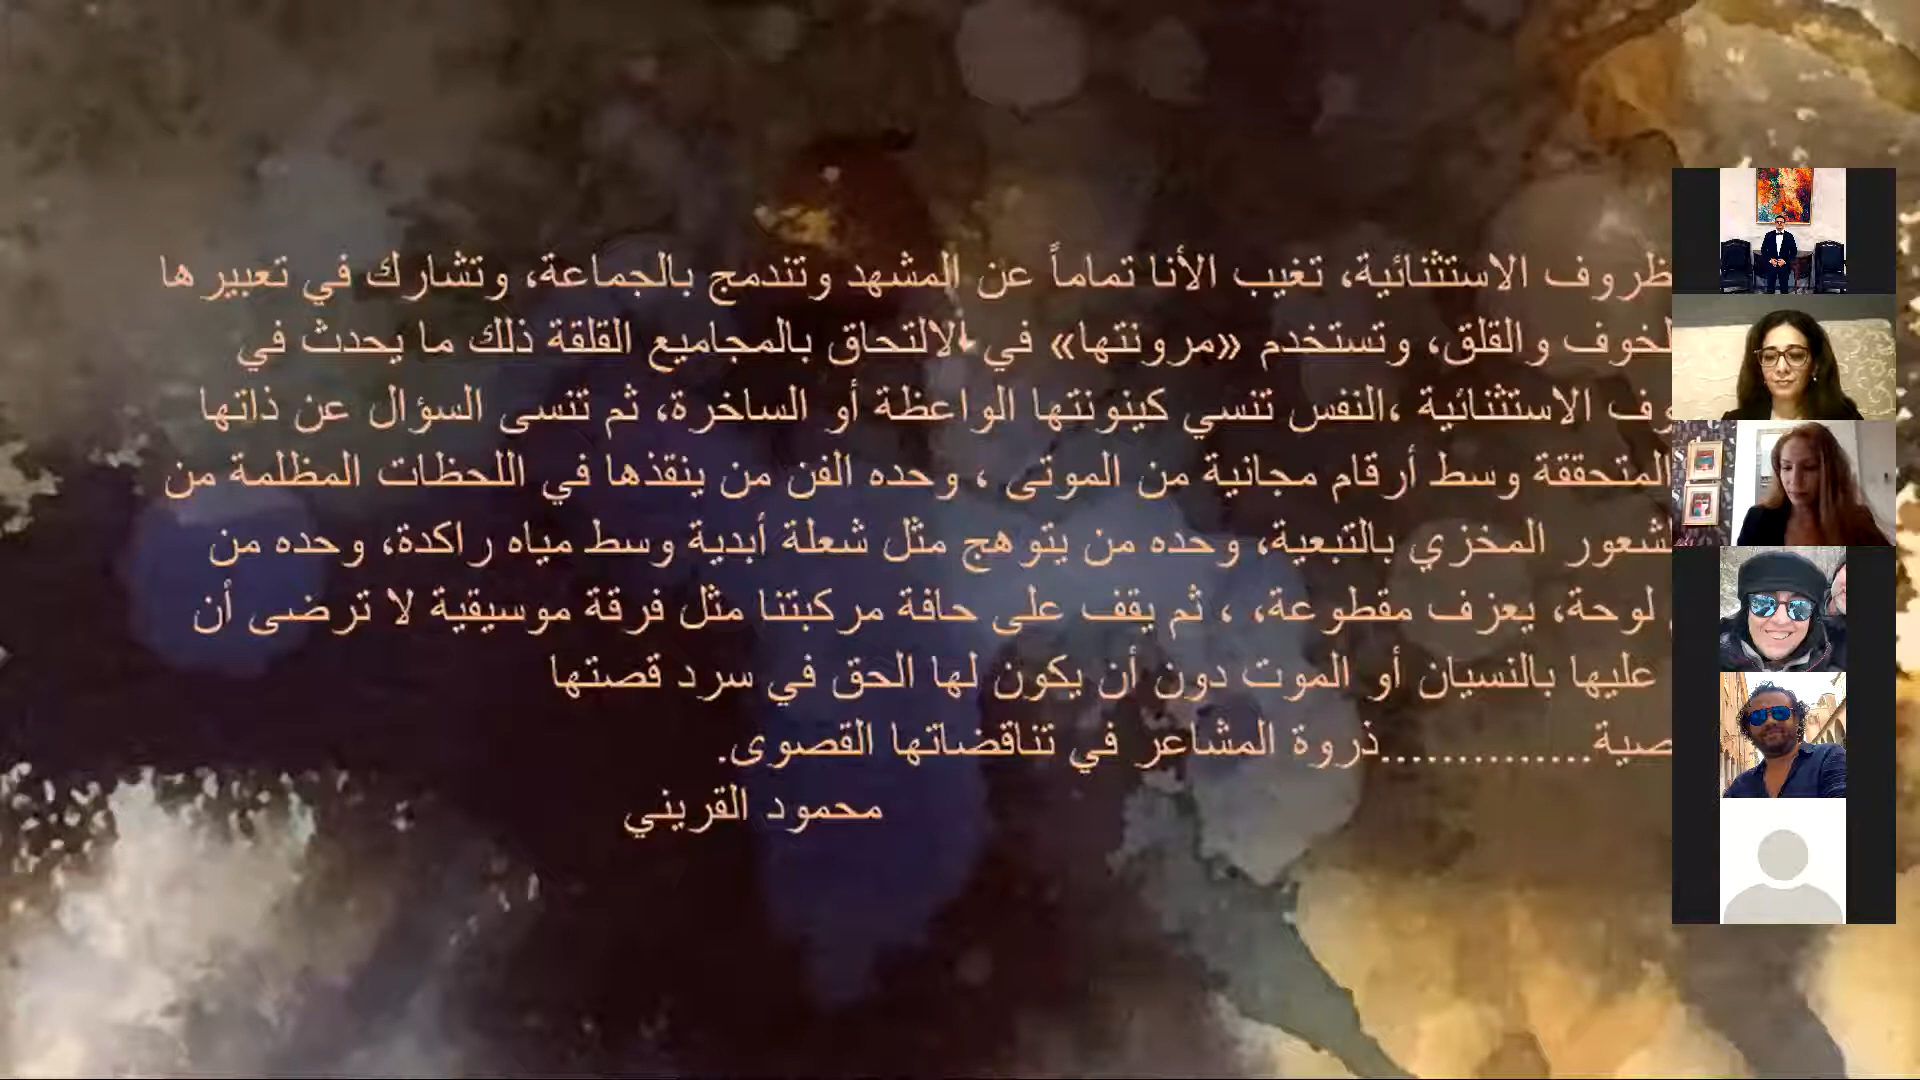 ظروف الاستثنائية، تغيب الأنا تماماً عن المشهد وتندمج بالجماعة، وتشارك في تعبيرها
لخوف والقلق، وتستخدم «مرونتها» في الالتحاق بالمجاميع القلقة ذلك ما يحدث في
وف الاستثنائية ،النفس تنسي كينونتها الواعظة أو الساخرة، ثم تنسى السؤال عن ذاتها
المتحققة وسط أرقام مجانية من الموتى ، وحده الفن من ينقذها في اللحظات المظلمة من
شعور المخزي بالتبعية، وحده من يتوهج مثل شعلة أبدية وسط مياه راكدة، وحده من
لوحة، يعزف مقطوعة، ، ثم يقف على حافة مركبتنا مثل فرقة موسيقية لا ترضى أن
عليها بالنسيان أو الموت دون أن يكون لها الحق في سرد قصتها
صية..............ذروة المشاعر في تناقضاتها القصوى.
محمود القريني